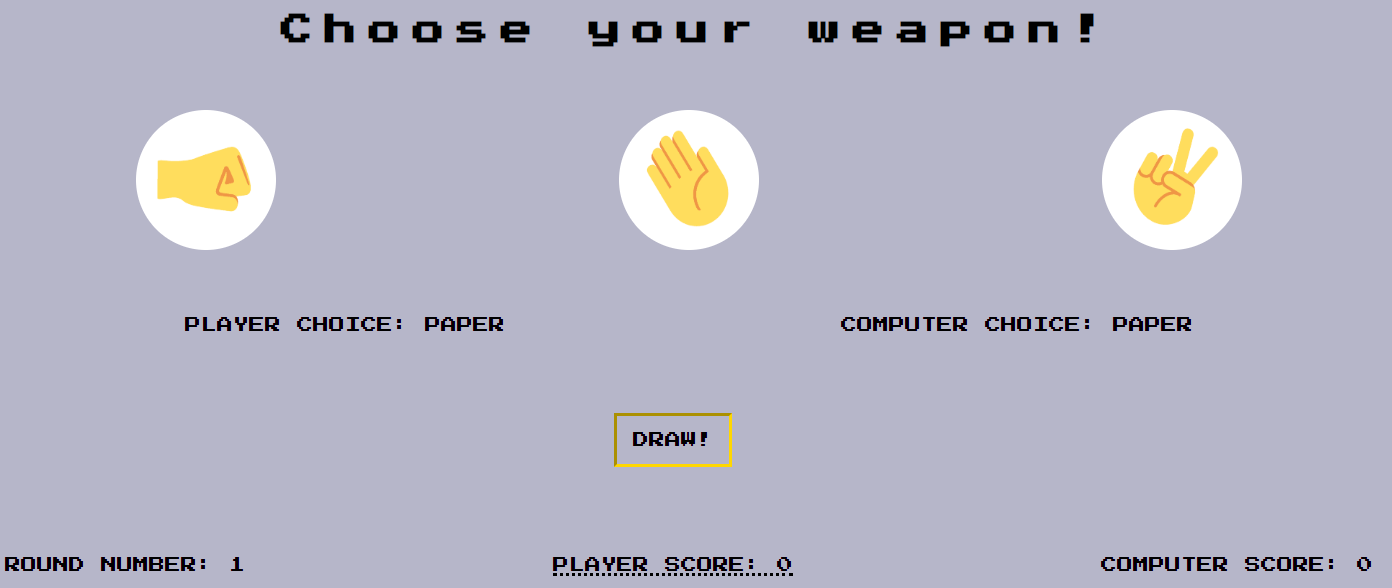 Choose your weapon!
PLAYER CHOICE: PAPER
COMPUTER CHOICE: PAPER
DRAW!
ROUND NUMBER: 1
PLAYER SCORE: 0
COMPUTER SCORE: 0